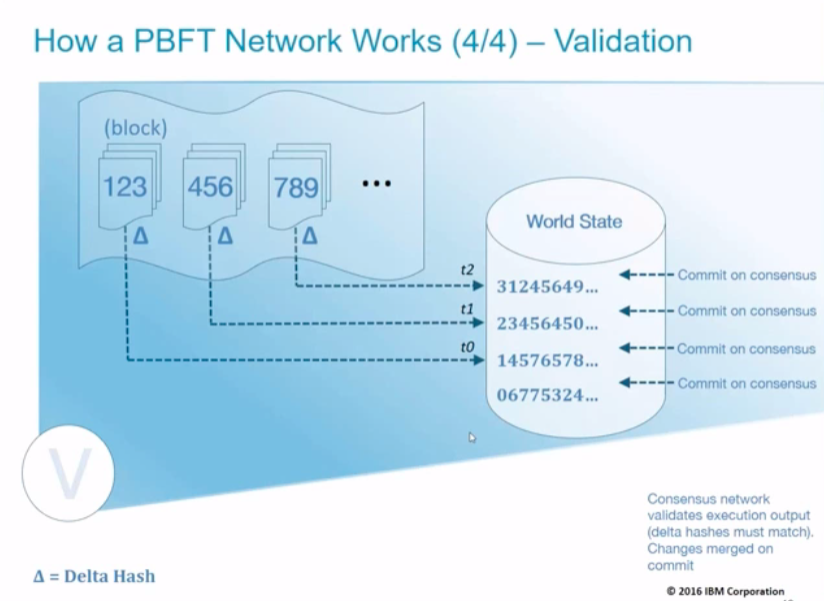 How a PBFT Network Works (4/4) – Validation
(block)
123 456 789 ...
Δ Δ Δ
World State
t2
31245649...
Commit on consensus
t1
23456450...
Commit on consensus
t0
14576578...
Commit on consensus
06775324...
Commit on consensus
V
Consensus network
validates execution output
(delta hashes must match).
Changes merged on
commit
Δ = Delta Hash
© 2016 IBM Corporation